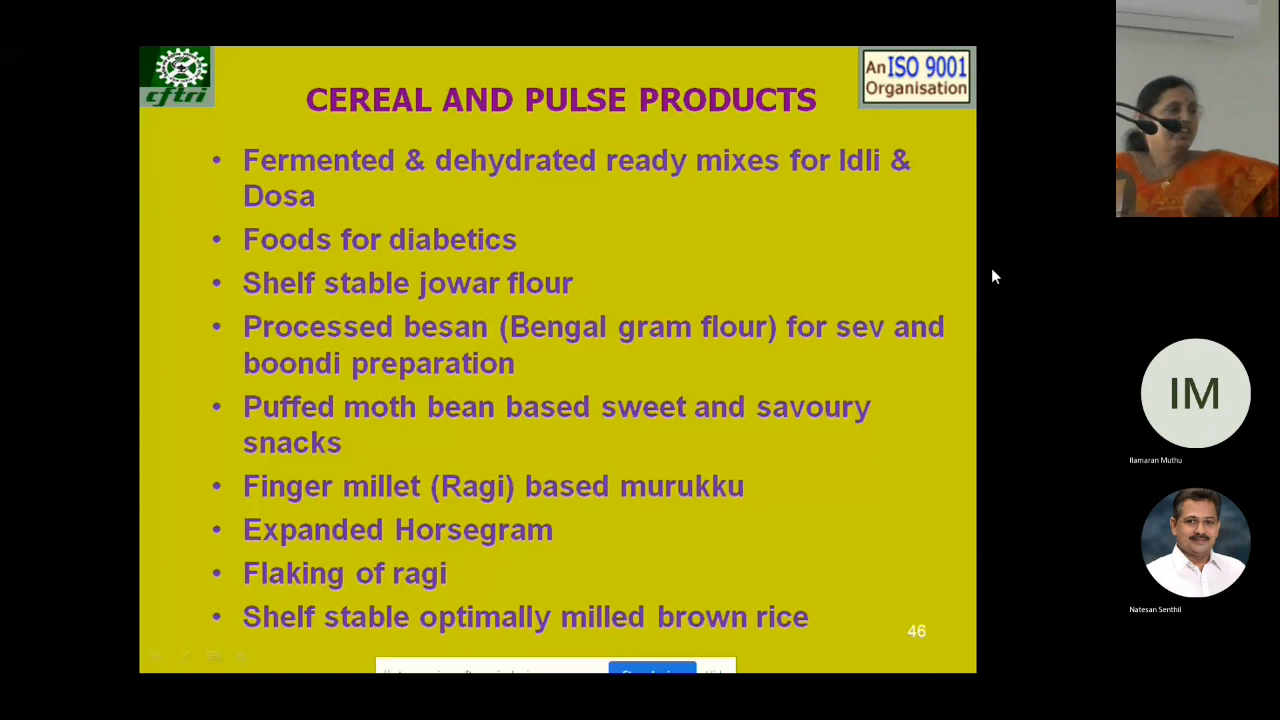 cftri
An ISO 9001
Organisation
CEREAL AND PULSE PRODUCTS
• Fermented & dehydrated ready mixes for Idli &
Dosa
• Foods for diabetics
• Shelf stable jowar flour
• Processed besan (Bengal gram flour) for sev and
boondi preparation
• Puffed moth bean based sweet and savoury
snacks
• Finger millet (Ragi) based murukku
• Expanded Horsegram
• Flaking of ragi
• Shelf stable optimally milled brown rice
46
IM
Ilamaran Muthu
Natesan Senthil